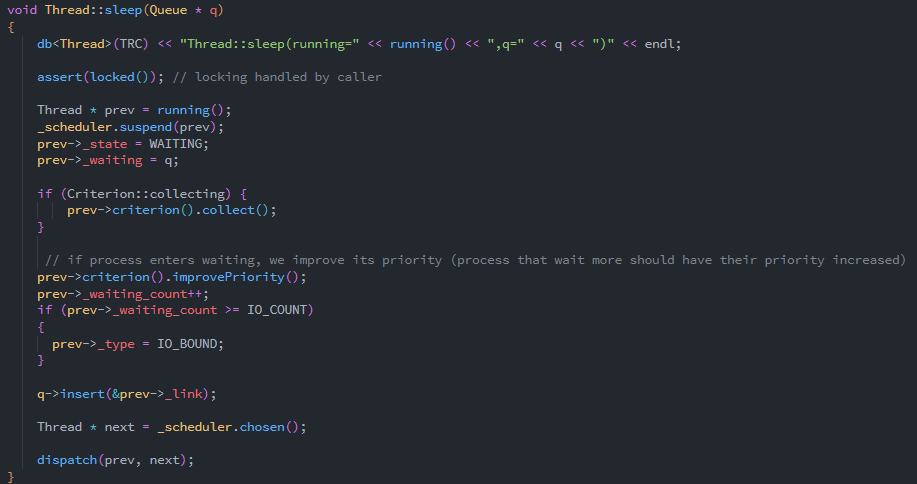 void Thread::sleep(Queue * q)
{
    db<Thread>(TRC) << "Thread::sleep(running=" << running() << ",q=" << q << ")" << endl;

    assert(locked()); // locking handled by caller

    Thread * prev = running();
    _scheduler.suspend(prev);
    prev->_state = WAITING;
    prev->_waiting = q;

    if (Criterion::collecting) {
        prev->criterion().collect();
    }

     // if process enters waiting, we improve its priority (process that wait more should have their priority increased)
    prev->criterion().improvePriority();
    prev->_waiting_count++;
    if (prev->_waiting_count >= IO_COUNT)
    {
      prev->_type = IO_BOUND;
    }

    q->insert(&prev->_link);

    Thread * next = _scheduler.chosen();

    dispatch(prev, next);
}